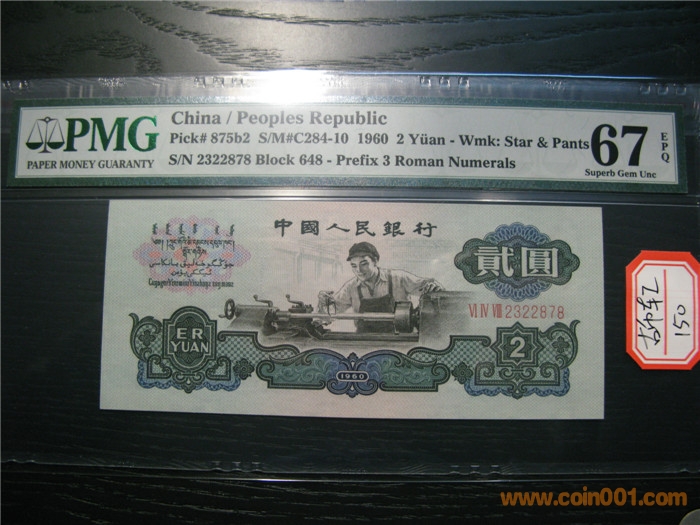 PMG
PAPER MONEY GUARANTY
China / Peoples Republic
Pick# 875b2 S/M#C284-10 1960 2 Yüan - Wmk: Star & Pants
S/N 2322878 Block 648 - Prefix 3 Roman Numerals
67
EPQ
Superb Gem Unc
中國人民銀行
貳圓
VI IV VIII 2322878
ER
YUAN
2
1960
150
www.coin001.com